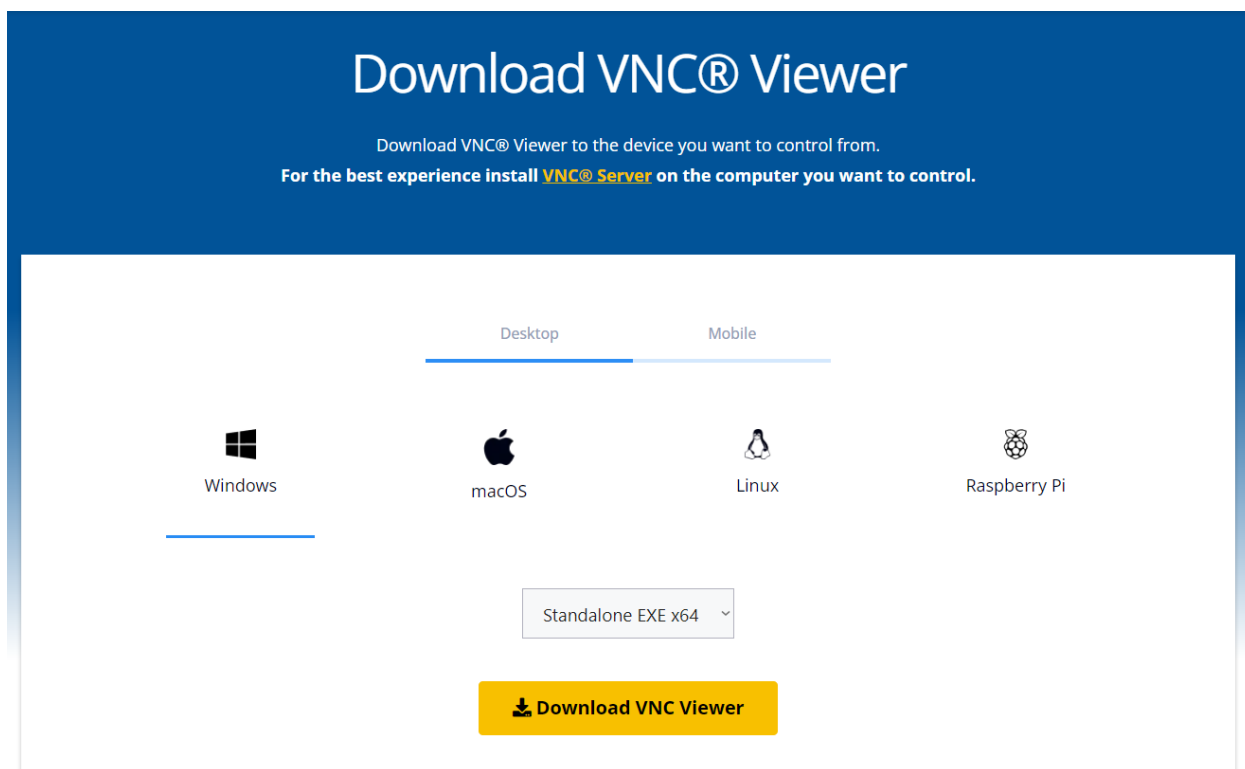 Download VNC® Viewer
Download VNC® Viewer to the device you want to control from.
For the best experience install VNC® Server on the computer you want to control.
Desktop
Mobile
Windows
macOS
Linux
Raspberry Pi
Standalone EXE x64
Download VNC Viewer